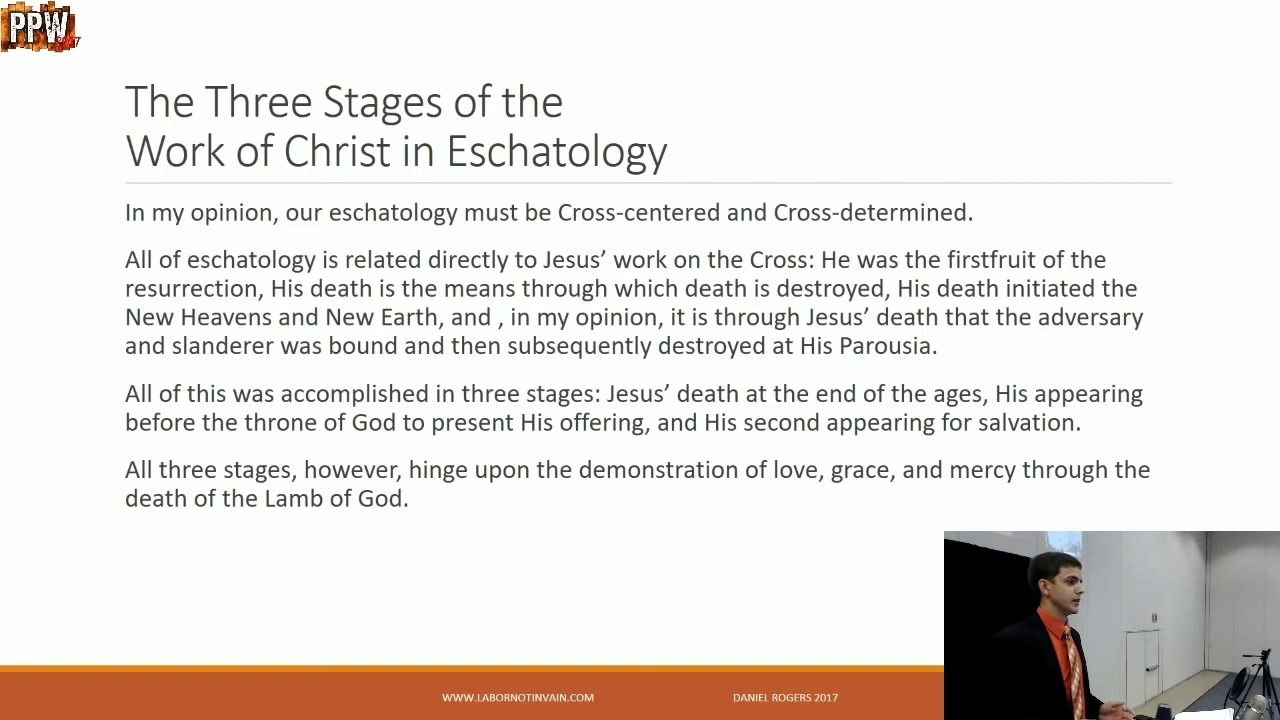 PPW
2017
The Three Stages of the
Work of Christ in Eschatology
In my opinion, our eschatology must be Cross-centered and Cross-determined.
All of eschatology is related directly to Jesus’ work on the Cross: He was the firstfruit of the
resurrection, His death is the means through which death is destroyed, His death initiated the
New Heavens and New Earth, and , in my opinion, it is through Jesus’ death that the adversary
and slanderer was bound and then subsequently destroyed at His Parousia.
All of this was accomplished in three stages: Jesus’ death at the end of the ages, His appearing
before the throne of God to present His offering, and His second appearing for salvation.
All three stages, however, hinge upon the demonstration of love, grace, and mercy through the
death of the Lamb of God.
WWW.LABORNOTINVAIN.COM DANIEL ROGERS 2017